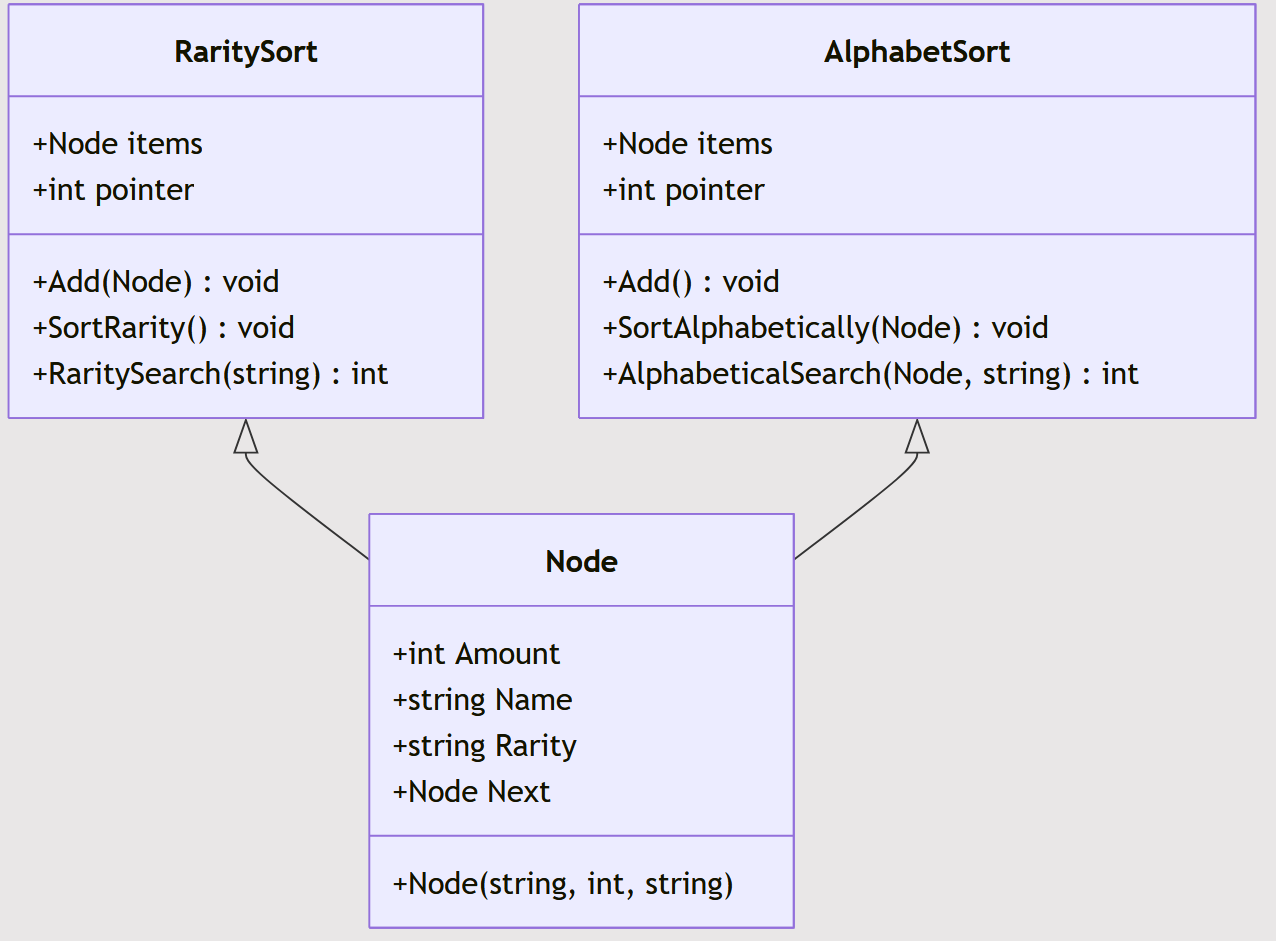 RaritySort
+Node items
+int pointer
+Add(Node) : void
+SortRarity() : void
+RaritySearch(string) : int
AlphabetSort
+Node items
+int pointer
+Add() : void
+SortAlphabetically(Node) : void
+AlphabeticalSearch(Node, string) : int
Node
+int Amount
+string Name
+string Rarity
+Node Next
+Node(string, int, string)